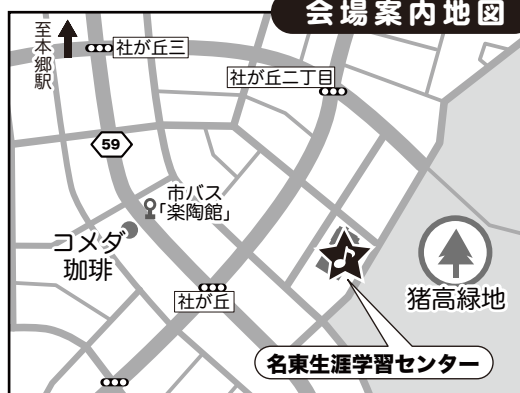 会場案内地図
至本郷駅
社が丘三
社が丘二丁目
59
市バス
「楽陶館」
コメダ
珈琲
社が丘
猪高緑地
名東生涯学習センター